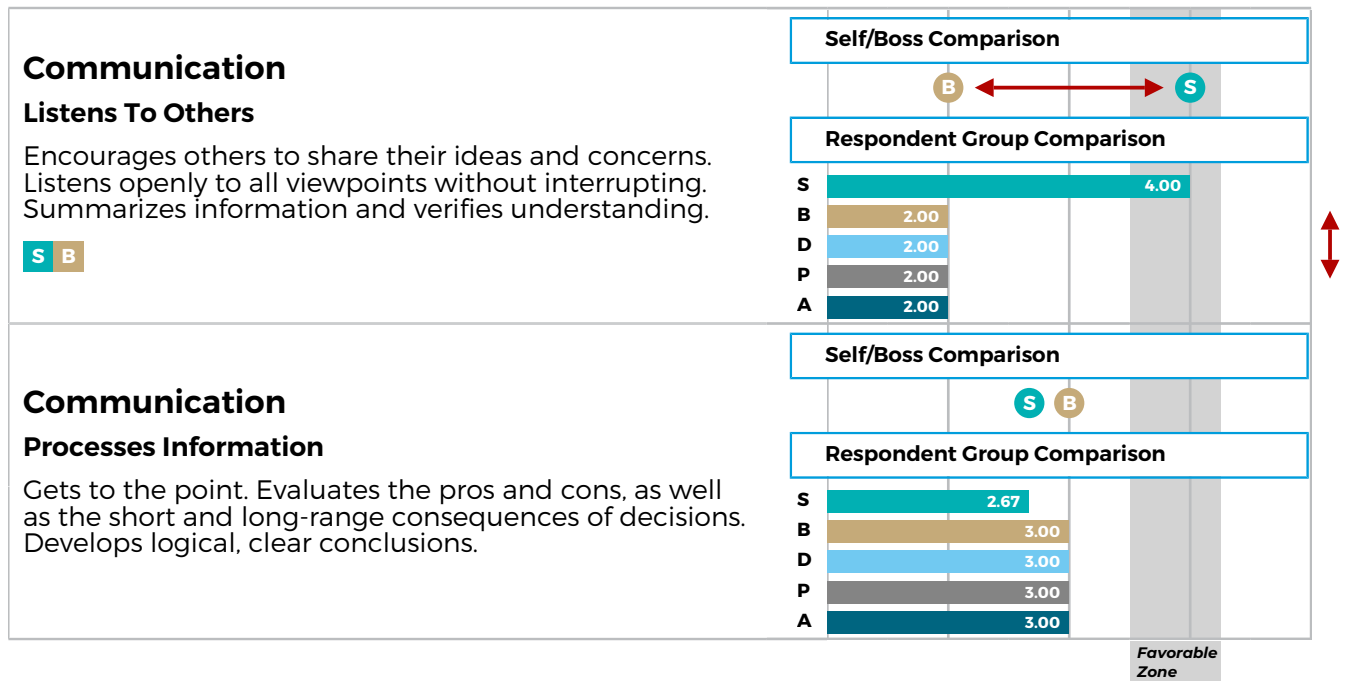 Communication
Listens To Others
Encourages others to share their ideas and concerns.
Listens openly to all viewpoints without interrupting.
Summarizes information and verifies understanding.
S B
Self/Boss Comparison
B S
Respondent Group Comparison
S 4.00
B 2.00
D 2.00
P 2.00
A 2.00
Communication
Processes Information
Gets to the point. Evaluates the pros and cons, as well
as the short and long-range consequences of decisions.
Develops logical, clear conclusions.
Self/Boss Comparison
S B
Respondent Group Comparison
S 2.67
B 3.00
D 3.00
P 3.00
A 3.00
Favorable
Zone